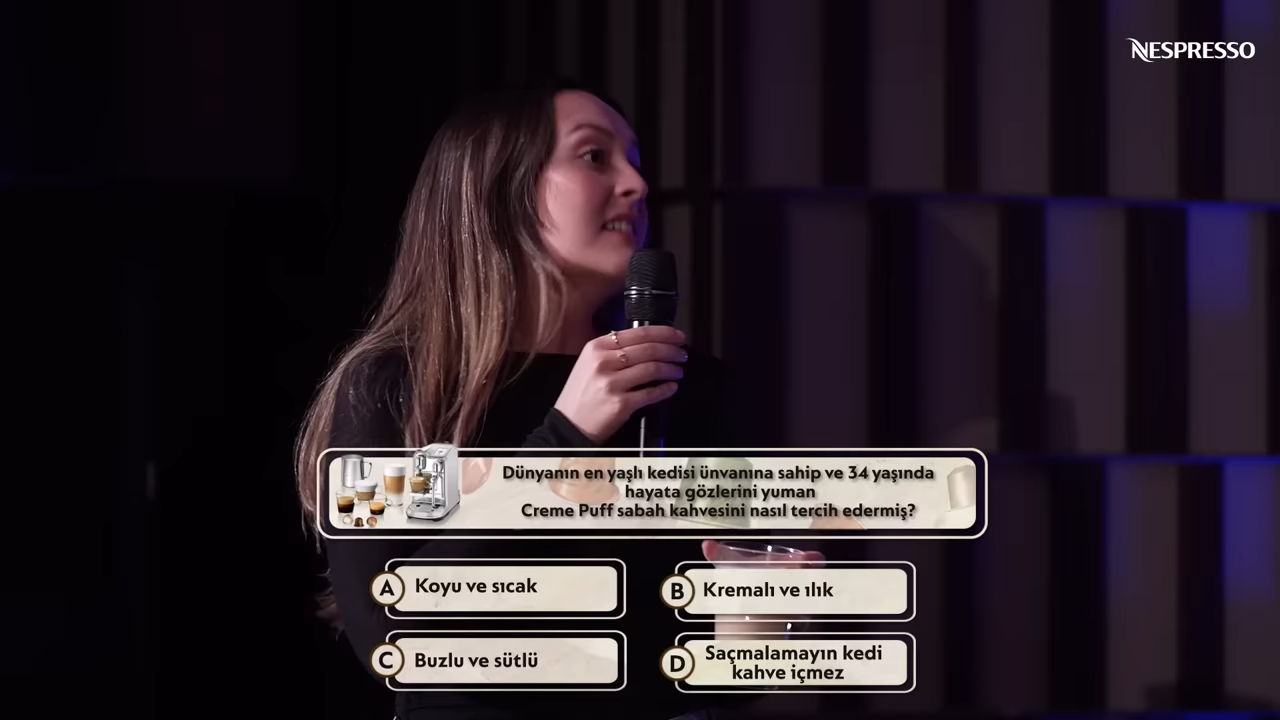 NESPRESSO
Dünyanın en yaşlı kedisi ünvanına sahip ve 34 yaşında
hayata gözlerini yuman
Creme Puff sabah kahvesini nasıl tercih edermiş?
A Koyu ve sıcak
B Kremalı ve ılık
C Buzlu ve sütlü
D Saçmalamayın kedi
kahve içmez